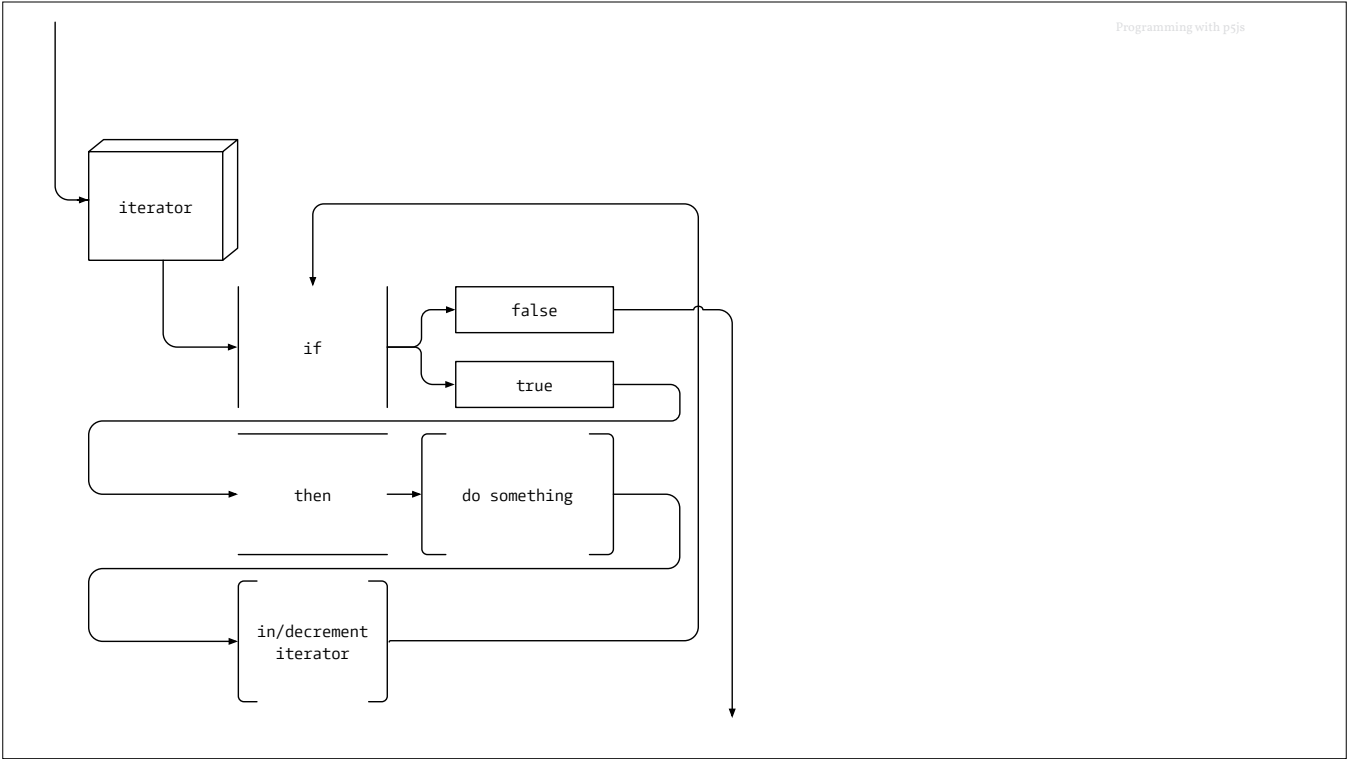 Programming with p5js
iterator
false
if
true
then
do something
in/decrement
iterator